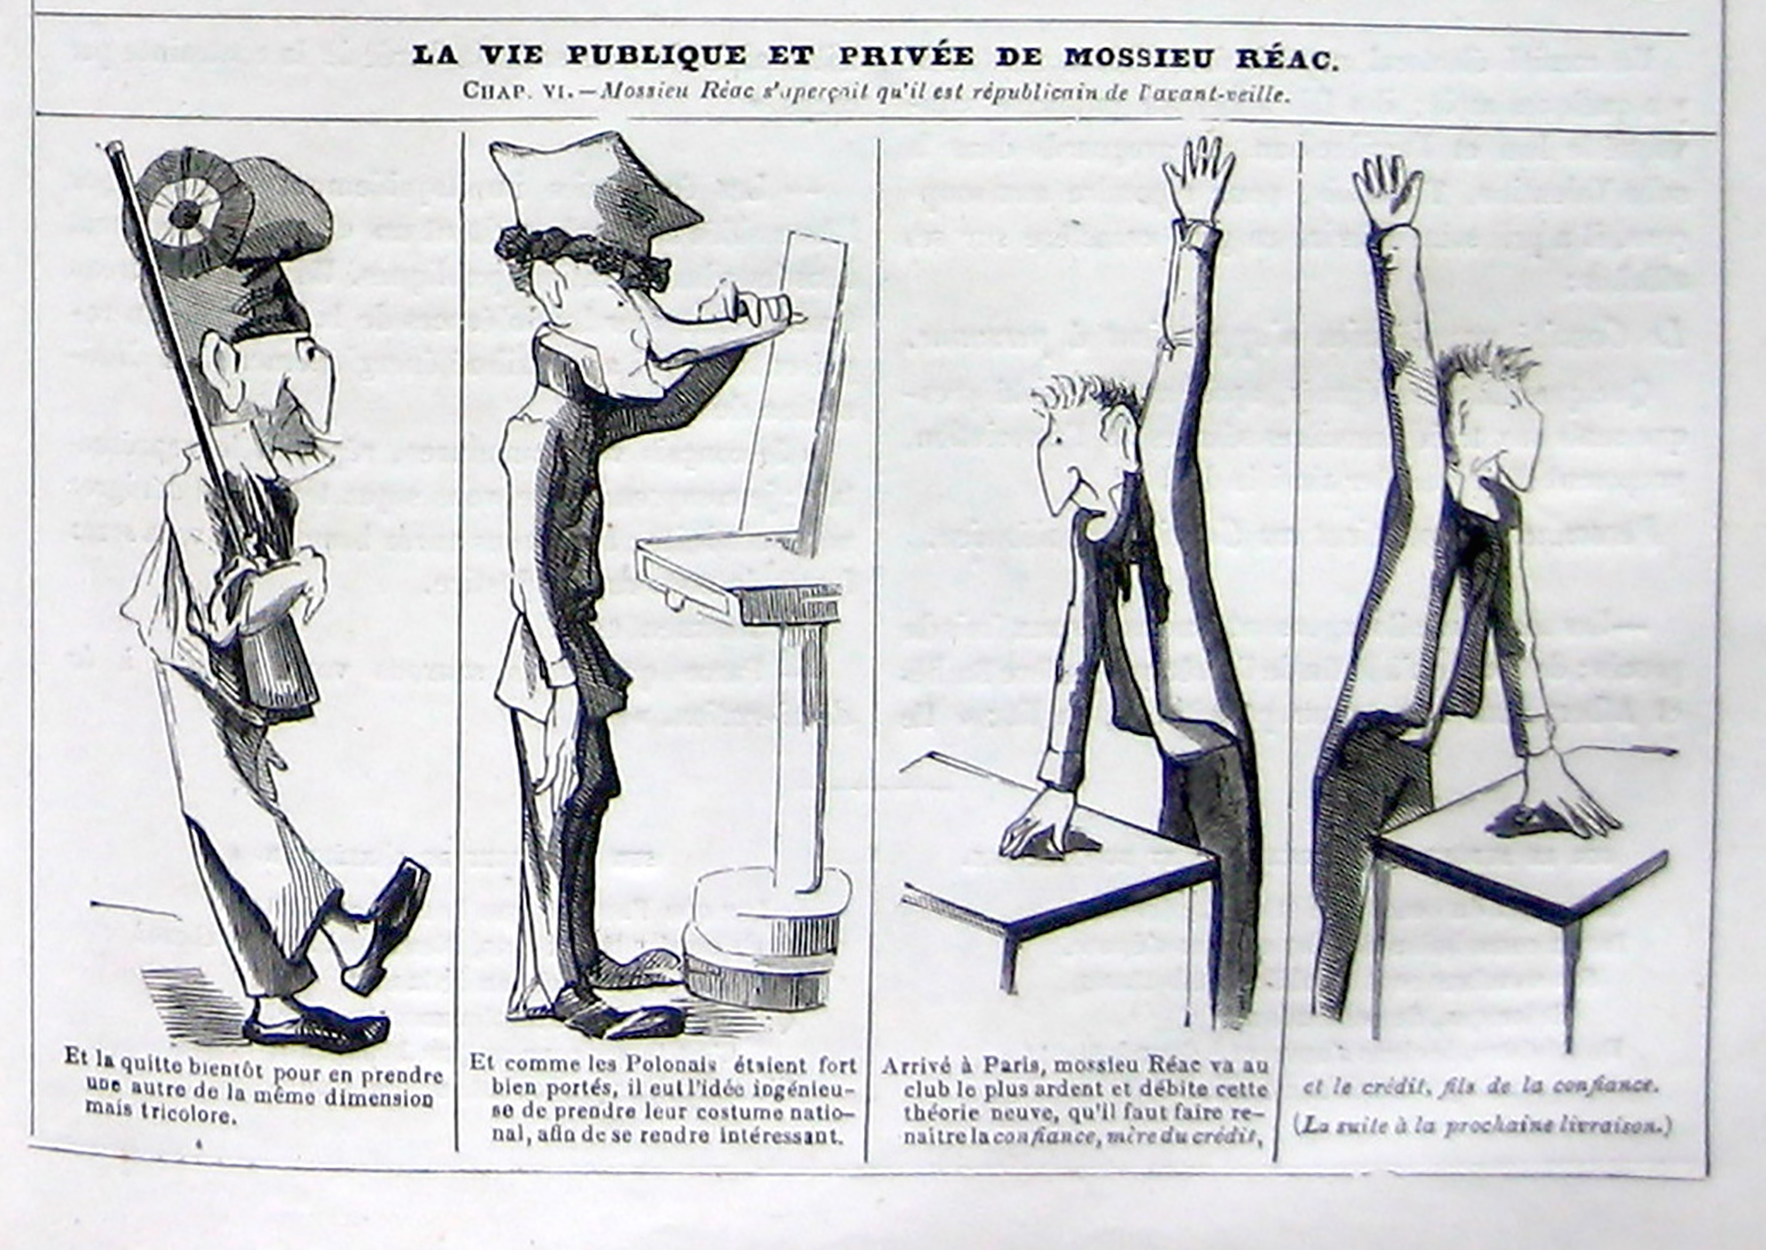 LA VIE PUBLIQUE ET PRIVÉE DE MOSSIEU RÉAC.
CHAP. VI.—Mossieu Réac s'aperçoit qu'il est républicain de l'avant-veille.
Et la quitte bientôt pour en prendre
une autre de la même dimension
mais tricolore.
Et comme les Polonais étaient fort
bien portés, il eut l'idée ingénieu-
se de prendre leur costume natio-
nal, afin de se rendre intéressant.
Arrivé à Paris, mossieu Réac va au
club le plus ardent et débite cette
théorie neuve, qu'il faut faire re-
naître la confiance, mère du crédit,
et le crédit, fils de la confiance.
(La suite à la prochaine livraison.)